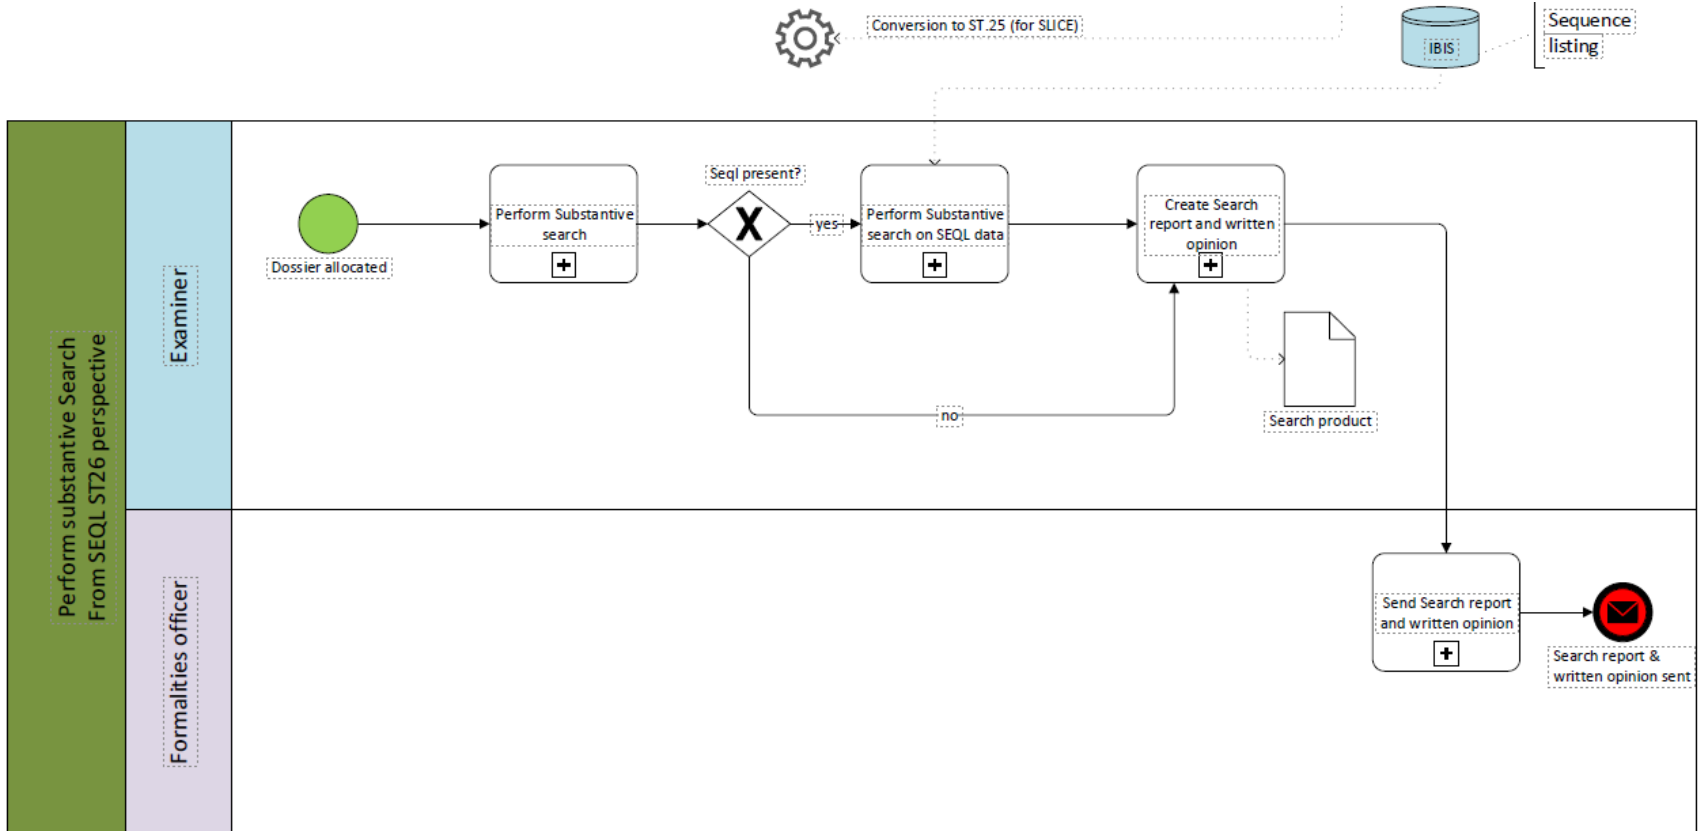 Conversion to ST.25 (for SLICE)
IBIS
Sequence
listing
Perform substantive Search
From SEQL ST26 perspective
Examiner
Dossier allocated
Perform Substantive
search
Seql present?
X
yes
no
Perform Substantive
search on SEQL data
Create Search
report and written
opinion
Search product
Formalities officer
Send Search report
and written opinion
Search report &
written opinion sent